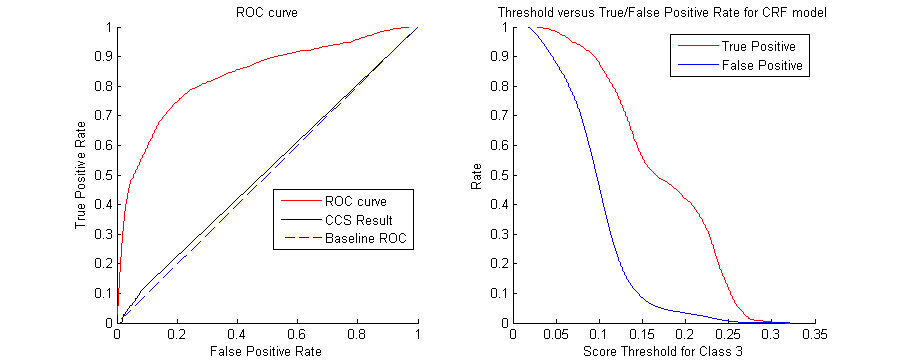 ROC curve
1
0.9
0.8
0.7
0.6
0.5
0.4
0.3
0.2
0.1
0
True Positive Rate
ROC curve
CCS Result
Baseline ROC
0 0.2 0.4 0.6 0.8 1
False Positive Rate
Threshold versus True/False Positive Rate for CRF model
1
0.9
0.8
0.7
0.6
0.5
0.4
0.3
0.2
0.1
0
Rate
True Positive
False Positive
0 0.05 0.1 0.15 0.2 0.25 0.3 0.35
Score Threshold for Class 3